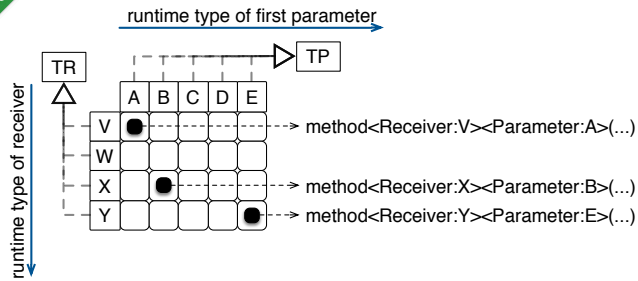 runtime type of first parameter
TP
TR
A B C D E
runtime type of receiver
V
method<Receiver:V><Parameter:A>(...)
W
X
method<Receiver:X><Parameter:B>(...)
Y
method<Receiver:Y><Parameter:E>(...)